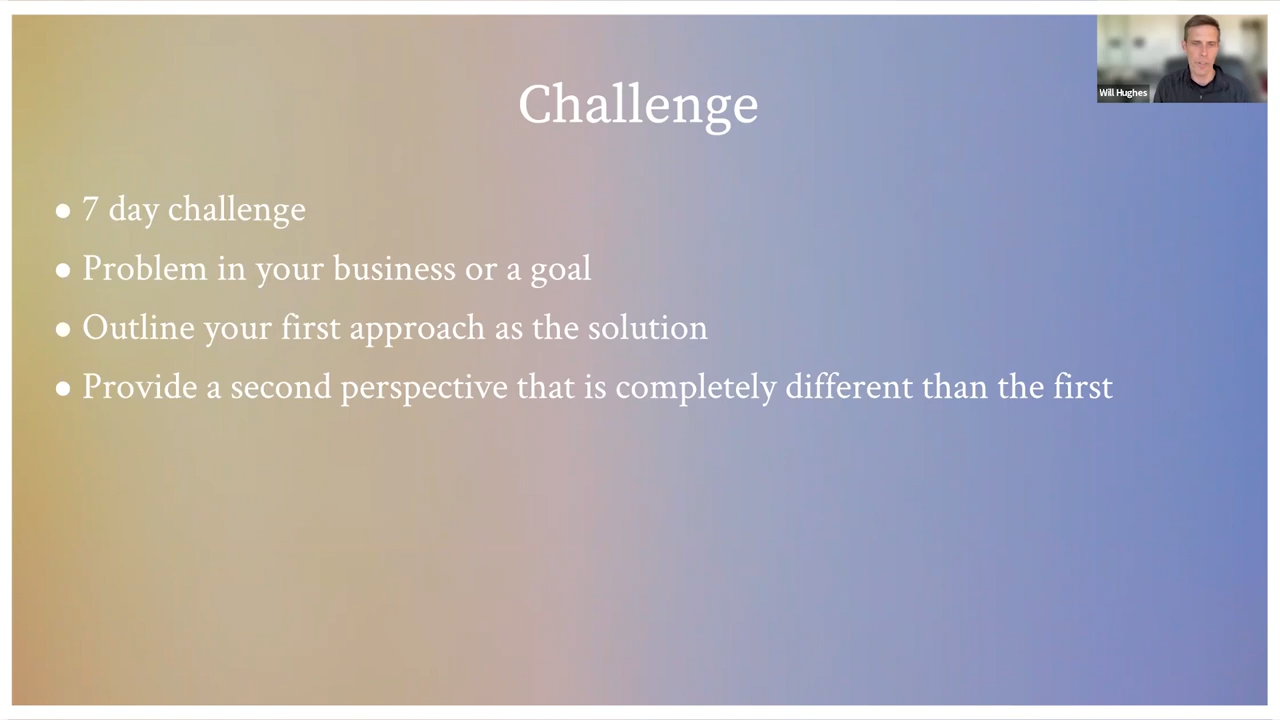 Challenge
Will Hughes
• 7 day challenge
• Problem in your business or a goal
• Outline your first approach as the solution
• Provide a second perspective that is completely different than the first